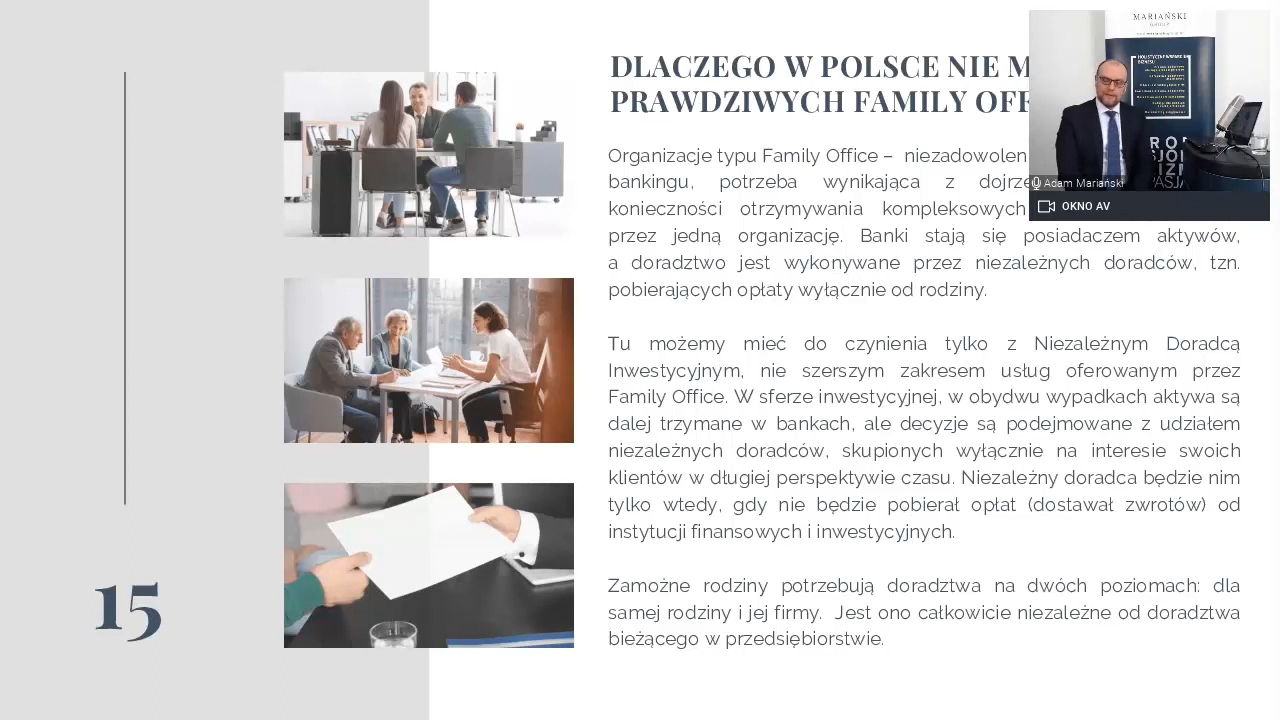 DLACZEGO W POLSCE NIE M
PRAWDZIWYCH FAMILY OFF
Organizacje typu Family Office – niezadowolen
bankingu, potrzeba wynikająca z dojrze
konieczności otrzymywania kompleksowych
przez jedną organizację. Banki stają się posiadaczem aktywów,
a doradztwo jest wykonywane przez niezależnych doradców, tzn.
pobierających opłaty wyłącznie od rodziny.
Tu możemy mieć do czynienia tylko z Niezależnym Doradcą
Inwestycyjnym, nie szerszym zakresem usług oferowanym przez
Family Office. W sferze inwestycyjnej, w obydwu wypadkach aktywa są
dalej trzymane w bankach, ale decyzje są podejmowane z udziałem
niezależnych doradców, skupionych wyłącznie na interesie swoich
klientów w długiej perspektywie czasu. Niezależny doradca będzie nim
tylko wtedy, gdy nie będzie pobierał opłat (dostawał zwrotów) od
instytucji finansowych i inwestycyjnych.
Zamożne rodziny potrzebują doradztwa na dwóch poziomach: dla
samej rodziny i jej firmy. Jest ono całkowicie niezależne od doradztwa
bieżącego w przedsiębiorstwie.
15
MARIAŃSKI
HOLISTYCZNE WSPARCIE
BIZNESU
Adam Mariański
OKNO AV